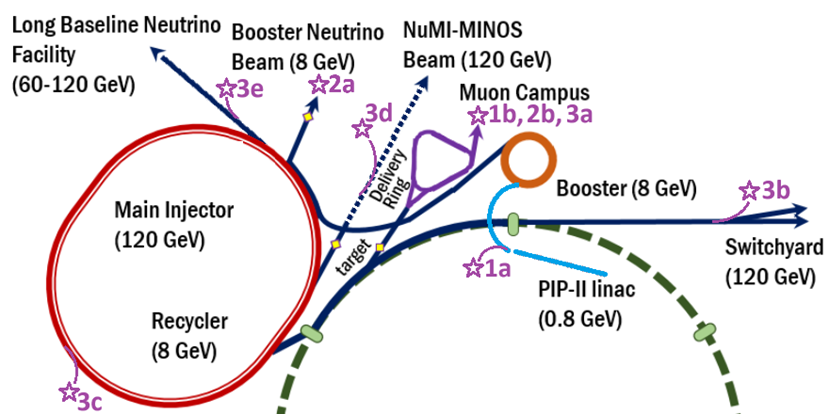 Long Baseline Neutrino
Facility
(60-120 GeV)
Booster Neutrino
Beam (8 GeV)
NuMI-MINOS
Beam (120 GeV)
3e
2a
3d
Muon Campus
1b, 2b, 3a
Delivery
Ring
Booster (8 GeV)
3b
Main Injector
(120 GeV)
target
Switchyard
(120 GeV)
1a
PIP-II linac
(0.8 GeV)
Recycler
(8 GeV)
3c